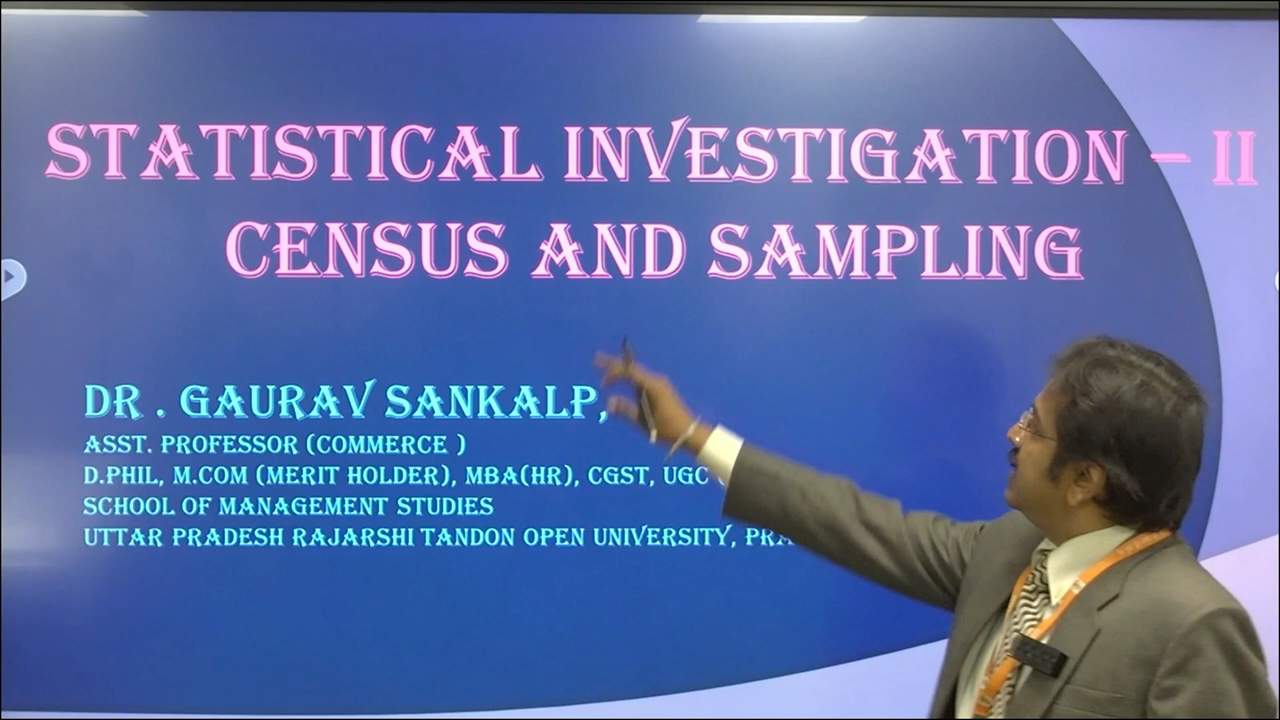 STATISTICAL INVESTIGATION – II
CENSUS AND SAMPLING
DR . GAURAV SANKALP,
ASST. PROFESSOR (COMMERCE )
D.PHIL, M.COM (MERIT HOLDER), MBA(HR), CGST, UGC
SCHOOL OF MANAGEMENT STUDIES
UTTAR PRADESH RAJARSHI TANDON OPEN UNIVERSITY,